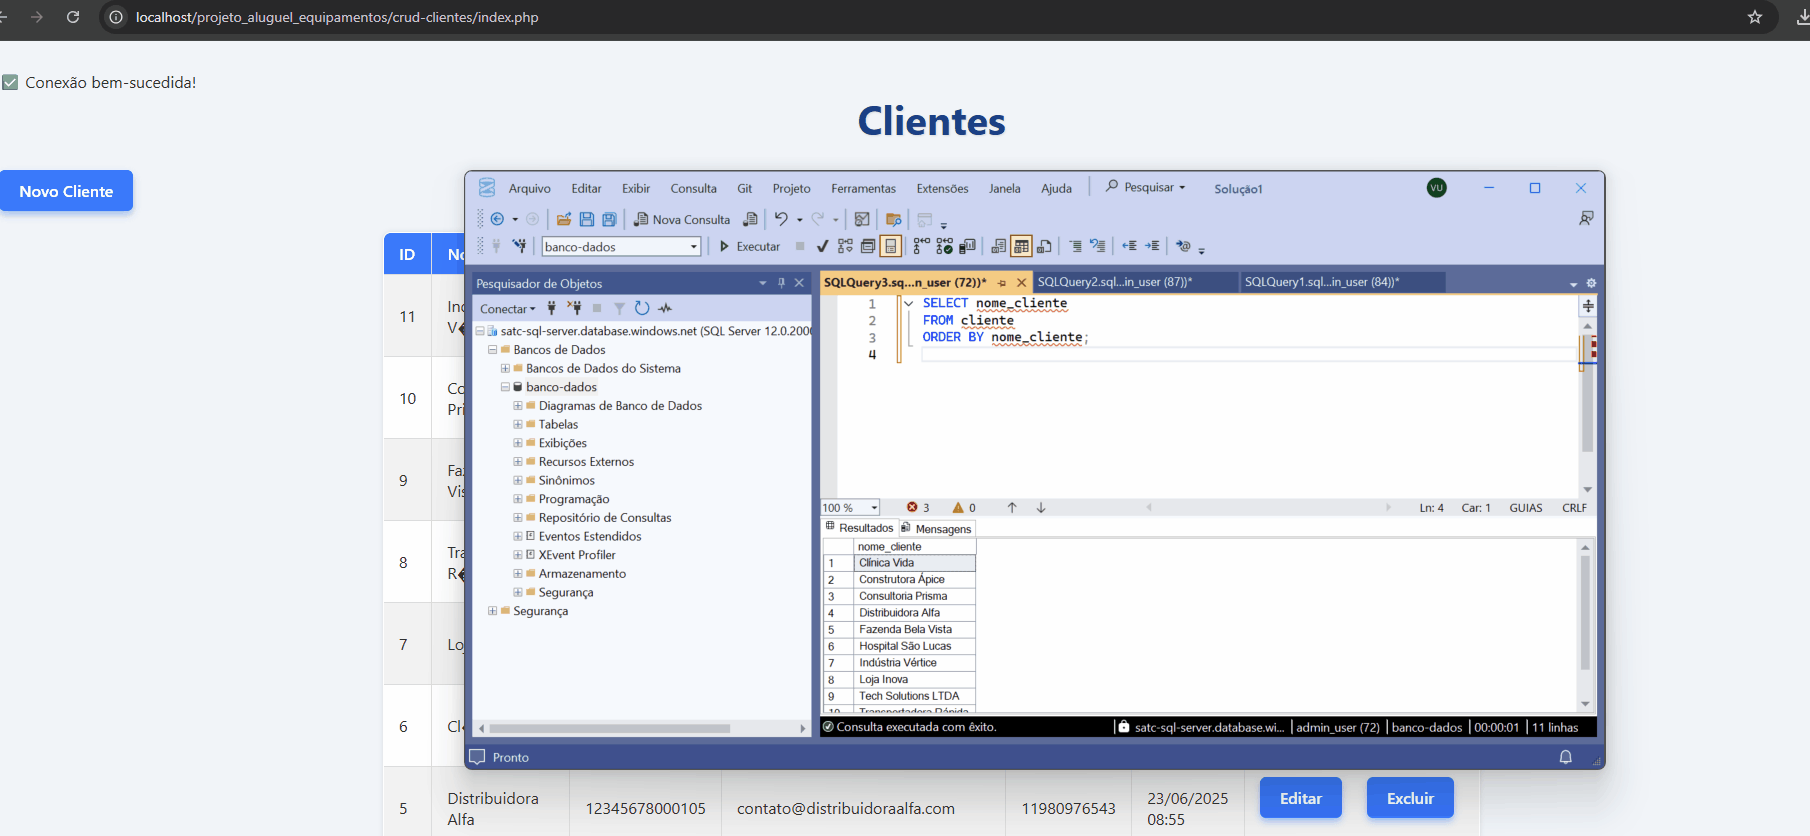 localhost/projeto_aluguel_equipamentos/crud-clientes/index.php
Conexão bem-sucedida!
Clientes
Novo Cliente
ID
No
11
Ind
V�
10
Co
Pri
9
Faz
Vis
8
Tra
R�
7
Lo
6
Cl�
5
Distribuidora
Alfa
12345678000105
contato@distribuidoraalfa.com
11980976543
23/06/2025
08:55
Editar
Excluir
Arquivo Editar Exibir Consulta Git Projeto Ferramentas Extensões Janela Ajuda Pesquisar Solução1
VU
Nova Consulta
banco-dados
Executar
Pesquisador de Objetos
Conectar
satc-sql-server.database.windows.net (SQL Server 12.0.2000
Bancos de Dados
Bancos de Dados do Sistema
banco-dados
Diagramas de Banco de Dados
Tabelas
Exibições
Recursos Externos
Sinônimos
Programação
Repositório de Consultas
Eventos Estendidos
XEvent Profiler
Armazenamento
Segurança
Segurança
SQLQuery3.sq...n_user (72))* SQLQuery2.sql...in_user (87))* SQLQuery1.sql...in_user (84))*
1 SELECT nome_cliente
2 FROM cliente
3 ORDER BY nome_cliente;
4
100 % 3 0 Ln: 4 Car: 1 GUIAS CRLF
Resultados Mensagens
nome_cliente
1 Clínica Vida
2 Construtora Ápice
3 Consultoria Prisma
4 Distribuidora Alfa
5 Fazenda Bela Vista
6 Hospital São Lucas
7 Indústria Vértice
8 Loja Inova
9 Tech Solutions LTDA
10 Transportadora Rápida
Consulta executada com êxito. satc-sql-server.database.wi... admin_user (72) banco-dados 00:00:01 11 linhas
Pronto